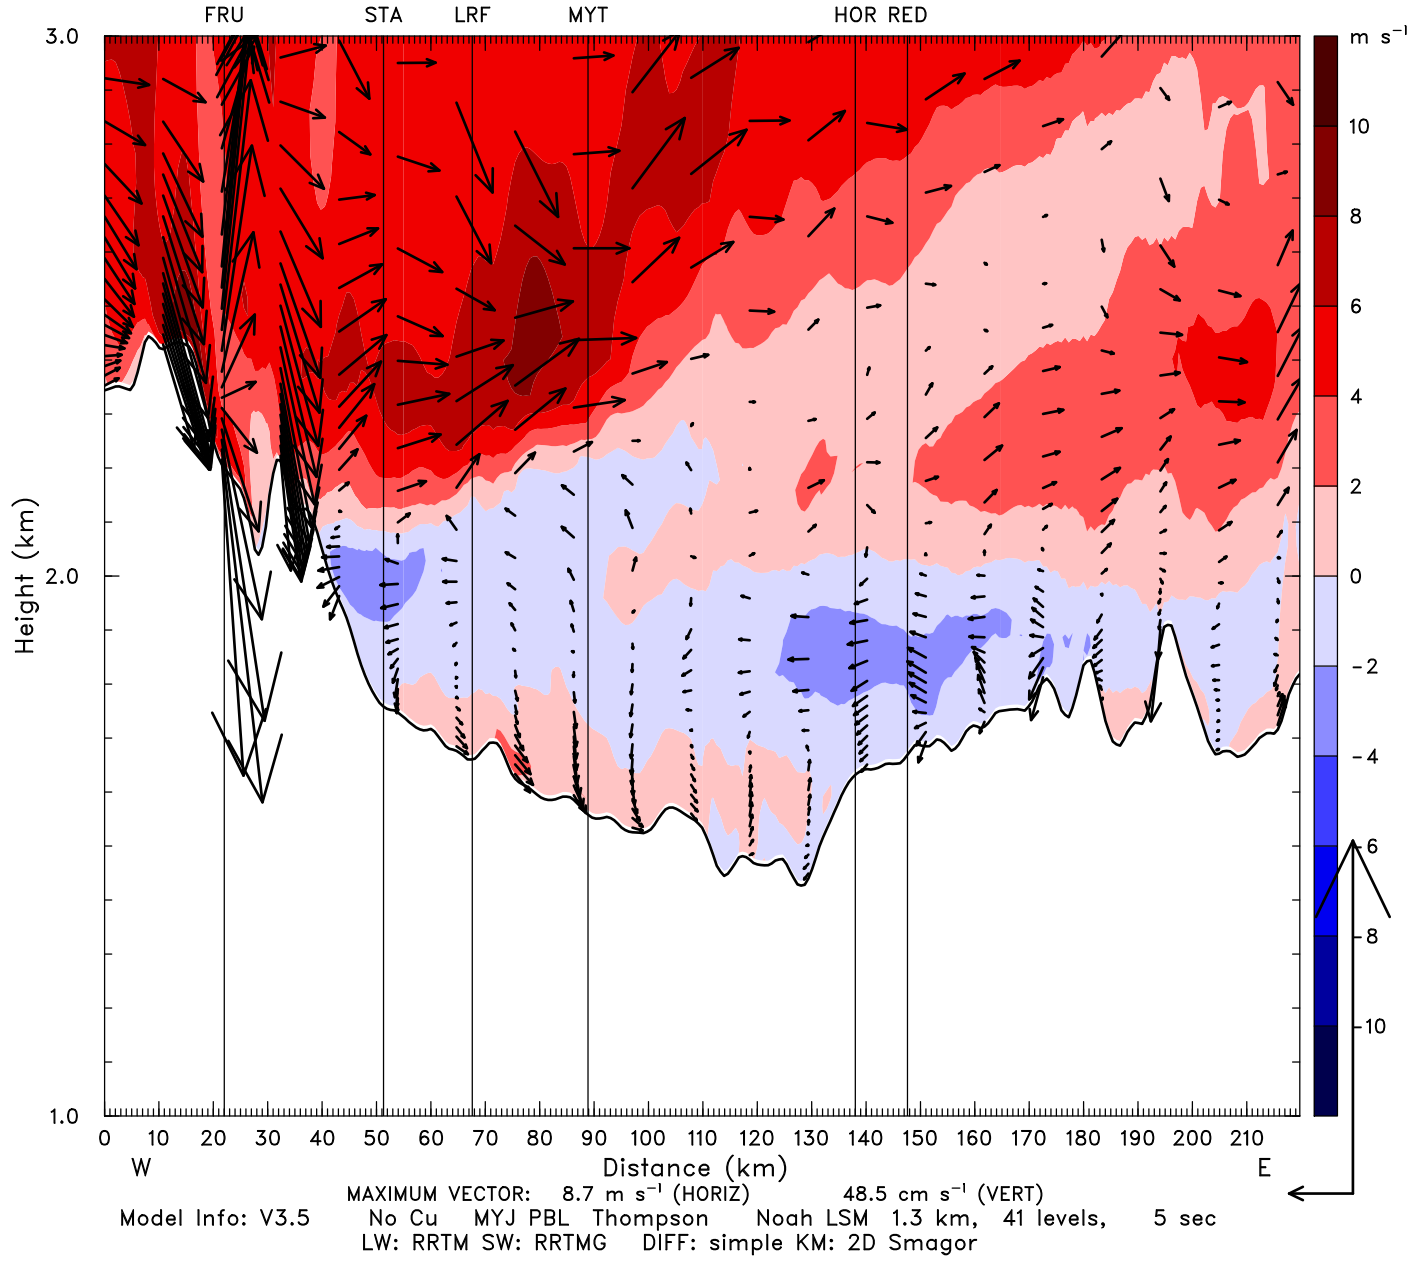 FRU STA LRF MYT HOR RED
3.0
m s⁻¹
10
8
6
4
2
2.0
0
-2
-4
-6
-8
-10
Height (km)
1.0
0 10 20 30 40 50 60 70 80 90 100 110 120 130 140 150 160 170 180 190 200 210
W Distance (km) E
MAXIMUM VECTOR: 8.7 m s⁻¹ (HORIZ) 48.5 cm s⁻¹ (VERT)
Model Info: V3.5 No Cu MYJ PBL Thompson Noah LSM 1.3 km, 41 levels, 5 sec
LW: RRTM SW: RRTMG DIFF: simple KM: 2D Smagor